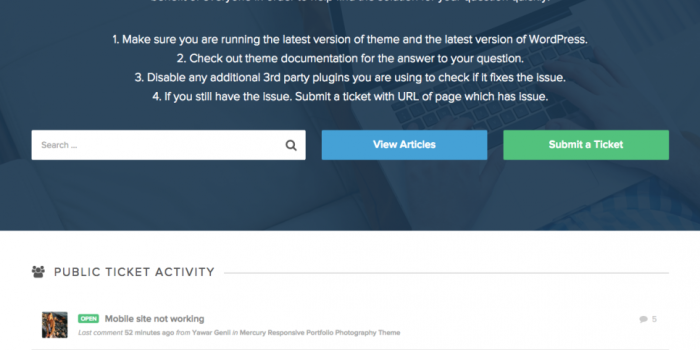 1. Make sure you are running the latest version of theme and the latest version of WordPress.
2. Check out theme documentation for the answer to your question.
3. Disable any additional 3rd party plugins you are using to check if it fixes the issue.
4. If you still have the issue. Submit a ticket with URL of page which has issue.
Search ...
View Articles
Submit a Ticket
PUBLIC TICKET ACTIVITY
OPEN Mobile site not working 5
Last comment 52 minutes ago from Yawar Genii in Mercury Responsive Portfolio Photography Theme